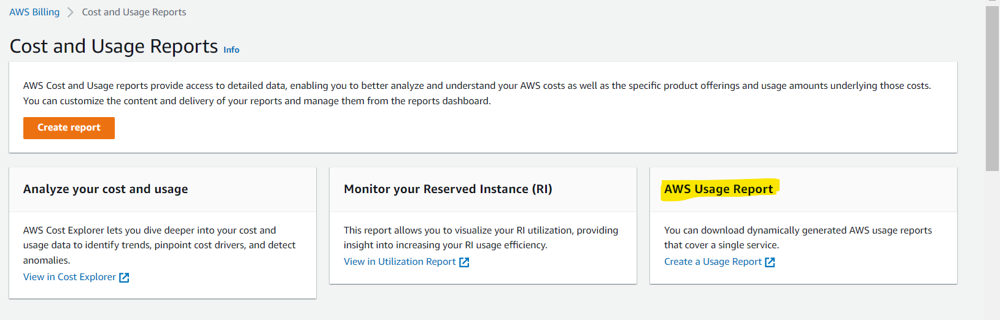 AWS Billing > Cost and Usage Reports
Cost and Usage Reports Info
AWS Cost and Usage reports provide access to detailed data, enabling you to better analyze and understand your AWS costs as well as the specific product offerings and usage amounts underlying those costs.
You can customize the content and delivery of your reports and manage them from the reports dashboard.
Create report
Analyze your cost and usage
AWS Cost Explorer lets you dive deeper into your cost and
usage data to identify trends, pinpoint cost drivers, and detect
anomalies.
View in Cost Explorer
Monitor your Reserved Instance (RI)
This report allows you to visualize your RI utilization, providing
insight into increasing your RI usage efficiency.
View in Utilization Report
AWS Usage Report
You can download dynamically generated AWS usage reports
that cover a single service.
Create a Usage Report